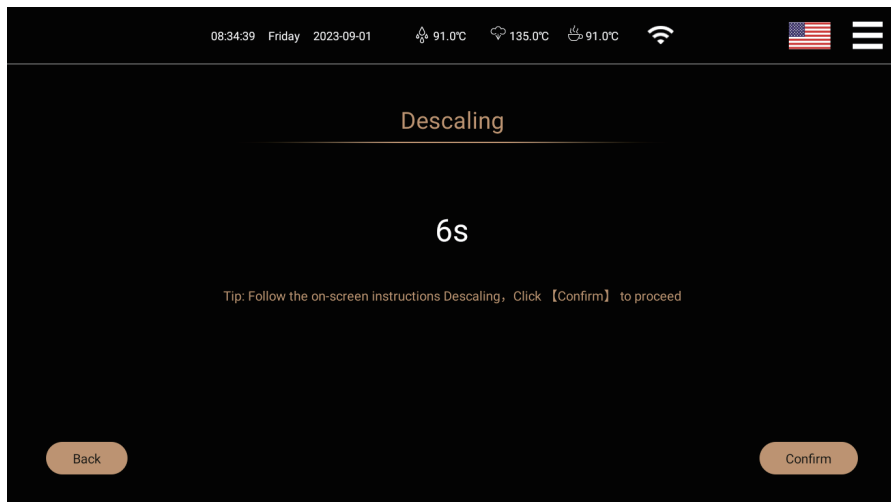 08:34:39 Friday 2023-09-01 91.0℃ 135.0℃ 91.0℃
Descaling
6s
Tip: Follow the on-screen instructions Descaling，Click 【Confirm】 to proceed
Back Confirm